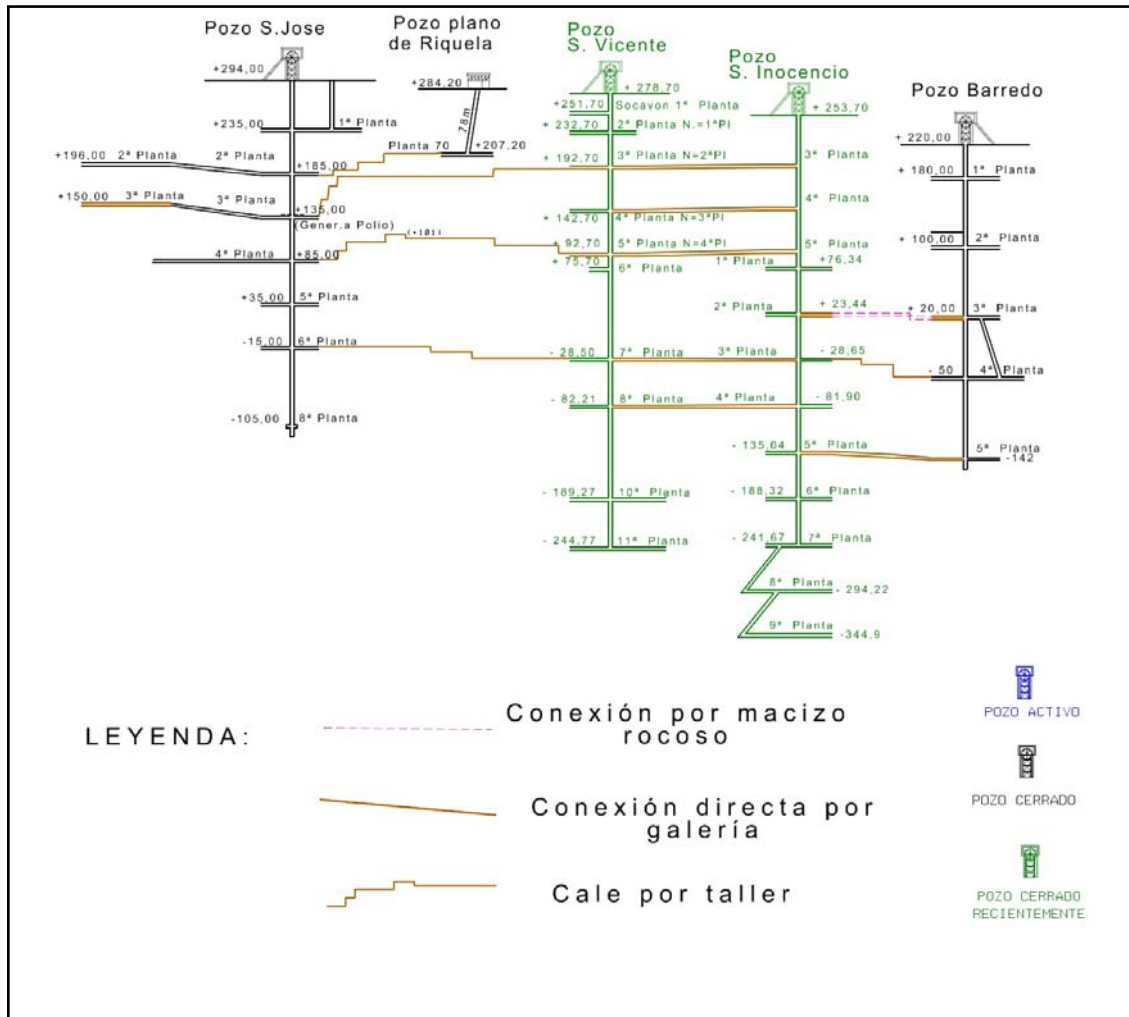 Pozo S.Jose
+294,00
+235,00
1ª Planta
+196,00 2ª Planta
2ª Planta
+185,00
+150,00 3ª Planta
3ª Planta
+135,00
(Gener.a Polio)
(+101)
4ª Planta
+85,00
+35,00
5ª Planta
-15,00
6ª Planta
-105,00
8ª Planta
Pozo plano
de Riquela
+284,20
78m
Planta 70
+207,20
Pozo
S. Vicente
+ 278,70
+251,70
Socavon 1ª Planta
+ 232,70
2ª Planta N.=1ªPl
+ 192,70
3ª Planta N=2ªPl
+ 142,70
4ª Planta N=3ªPl
+ 92,70
5ª Planta N=4ªPl
+ 75,70
6ª Planta
- 28,50
7ª Planta
- 82,21
8ª Planta
- 189,27
10ª Planta
- 244,77
11ª Planta
Pozo
S. Inocencio
+ 253,70
3ª Planta
4ª Planta
5ª Planta
1ª Planta
+76,34
2ª Planta
+ 23,44
3ª Planta
- 28,65
4ª Planta
- 81,90
- 135,04
5ª Planta
- 188,32
6ª Planta
- 241,67
7ª Planta
8ª Planta
- 294,22
9ª Planta
-344,9
Pozo Barredo
+ 220,00
+ 180,00
1ª Planta
+ 100,00
2ª Planta
+ 20,00
3ª Planta
- 50
4ª Planta
5ª Planta
-142
LEYENDA:
Conexión por macizo
rocoso
Conexión directa por
galería
Cale por taller
POZO ACTIVO
POZO CERRADO
POZO CERRADO
RECIENTEMENTE